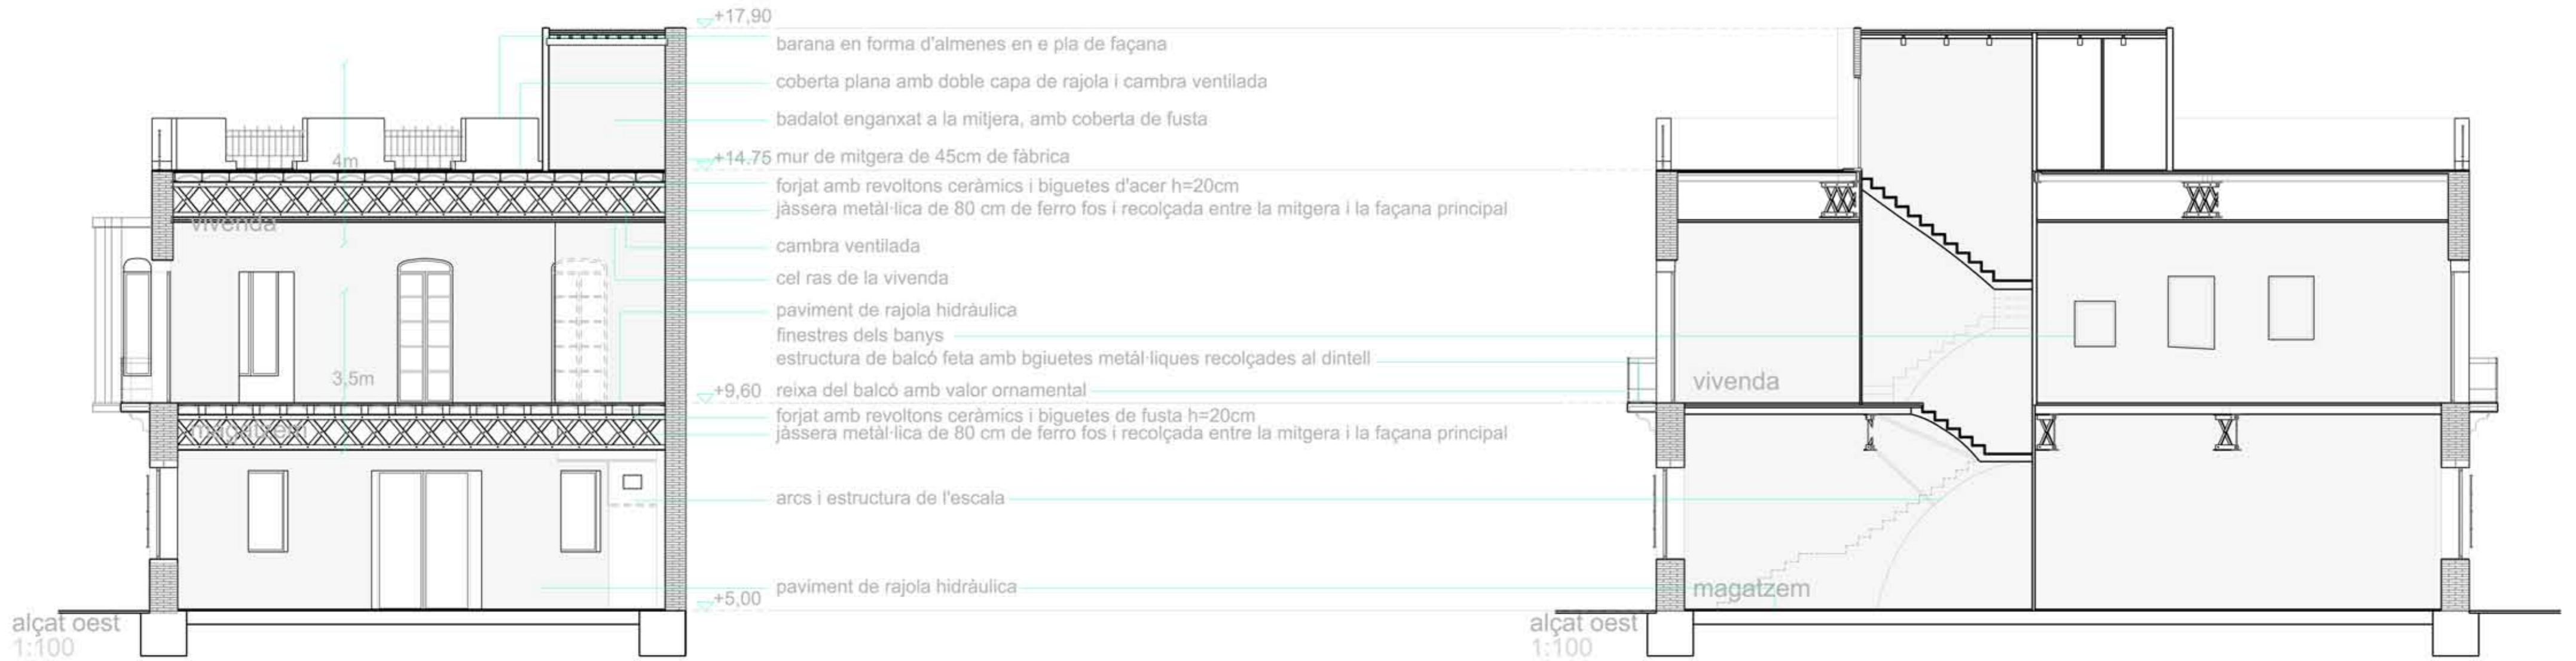 +17,90
barana en forma d'almenes en e pla de façana
coberta plana amb doble capa de rajola i cambra ventilada
badalot enganxat a la mitjera, amb coberta de fusta
4m
+14.75 mur de mitgera de 45cm de fàbrica
forjat amb revoltons ceràmics i biguetes d'acer h=20cm
jàssera metàl·lica de 80 cm de ferro fos i recolçada entre la mitgera i la façana principal
vivenda
cambra ventilada
cel ras de la vivenda
paviment de rajola hidràulica
finestres dels banys
estructura de balcó feta amb bgiuetes metàl·liques recolçades al dintell
3,5m
vivenda
+9,60 reixa del balcó amb valor ornamental
forjat amb revoltons ceràmics i biguetes de fusta h=20cm
magatzem
jàssera metàl·lica de 80 cm de ferro fos i recolçada entre la mitgera i la façana principal
arcs i estructura de l'escala
paviment de rajola hidràulica
magatzem
+5,00
alçat oest
1:100
alçat oest
1:100